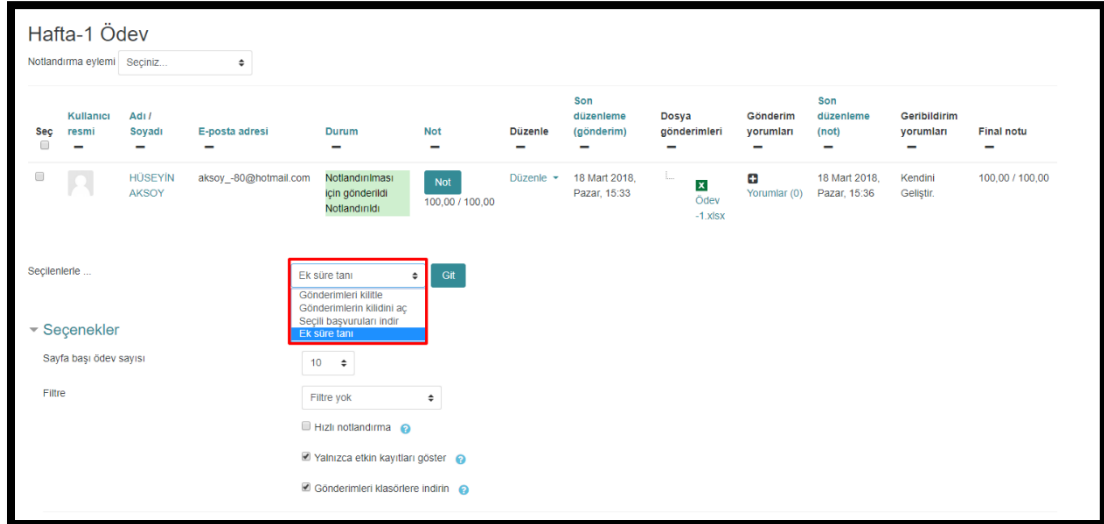 Hafta-1 Ödev
Notlandırma eylemi Seçiniz...
Seç
Kullanıcı resmi
Adı / Soyadı
E-posta adresi
Durum
Not
Düzenle
Son düzenleme (gönderim)
Dosya gönderimleri
Gönderim yorumları
Son düzenleme (not)
Geribildirim yorumları
Final notu
HÜSEYİN AKSOY
aksoy_-80@hotmail.com
Notlandırılması
için gönderildi
Notlandırıldı
Not
100,00 / 100,00
Düzenle
18 Mart 2018,
Pazar, 15:33
Ödev
-1.xlsx
Yorumlar (0)
18 Mart 2018,
Pazar, 15:36
Kendini
Geliştir.
100,00 / 100,00
Seçilenlerle ...
Ek süre tanı
Git
Gönderimleri kilitle
Gönderimlerin kilidini aç
Seçili başvuruları indir
Ek süre tanı
Seçenekler
Sayfa başı ödev sayısı 10
Filtre Filtre yok
Hızlı notlandırma
Yalnızca etkin kayıtları göster
Gönderimleri klasörlere indirin